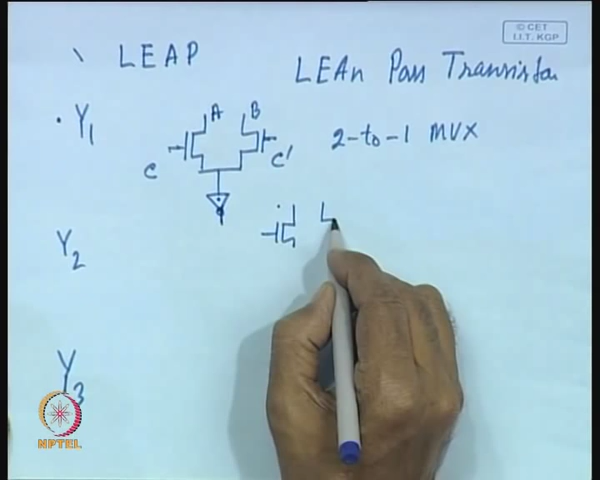 © CET
I.I.T. KGP
LEAP
LEAn Pass Transistor
Y1
A
B
2-to-1 MUX
C
C'
Y2
Y3
NPTEL